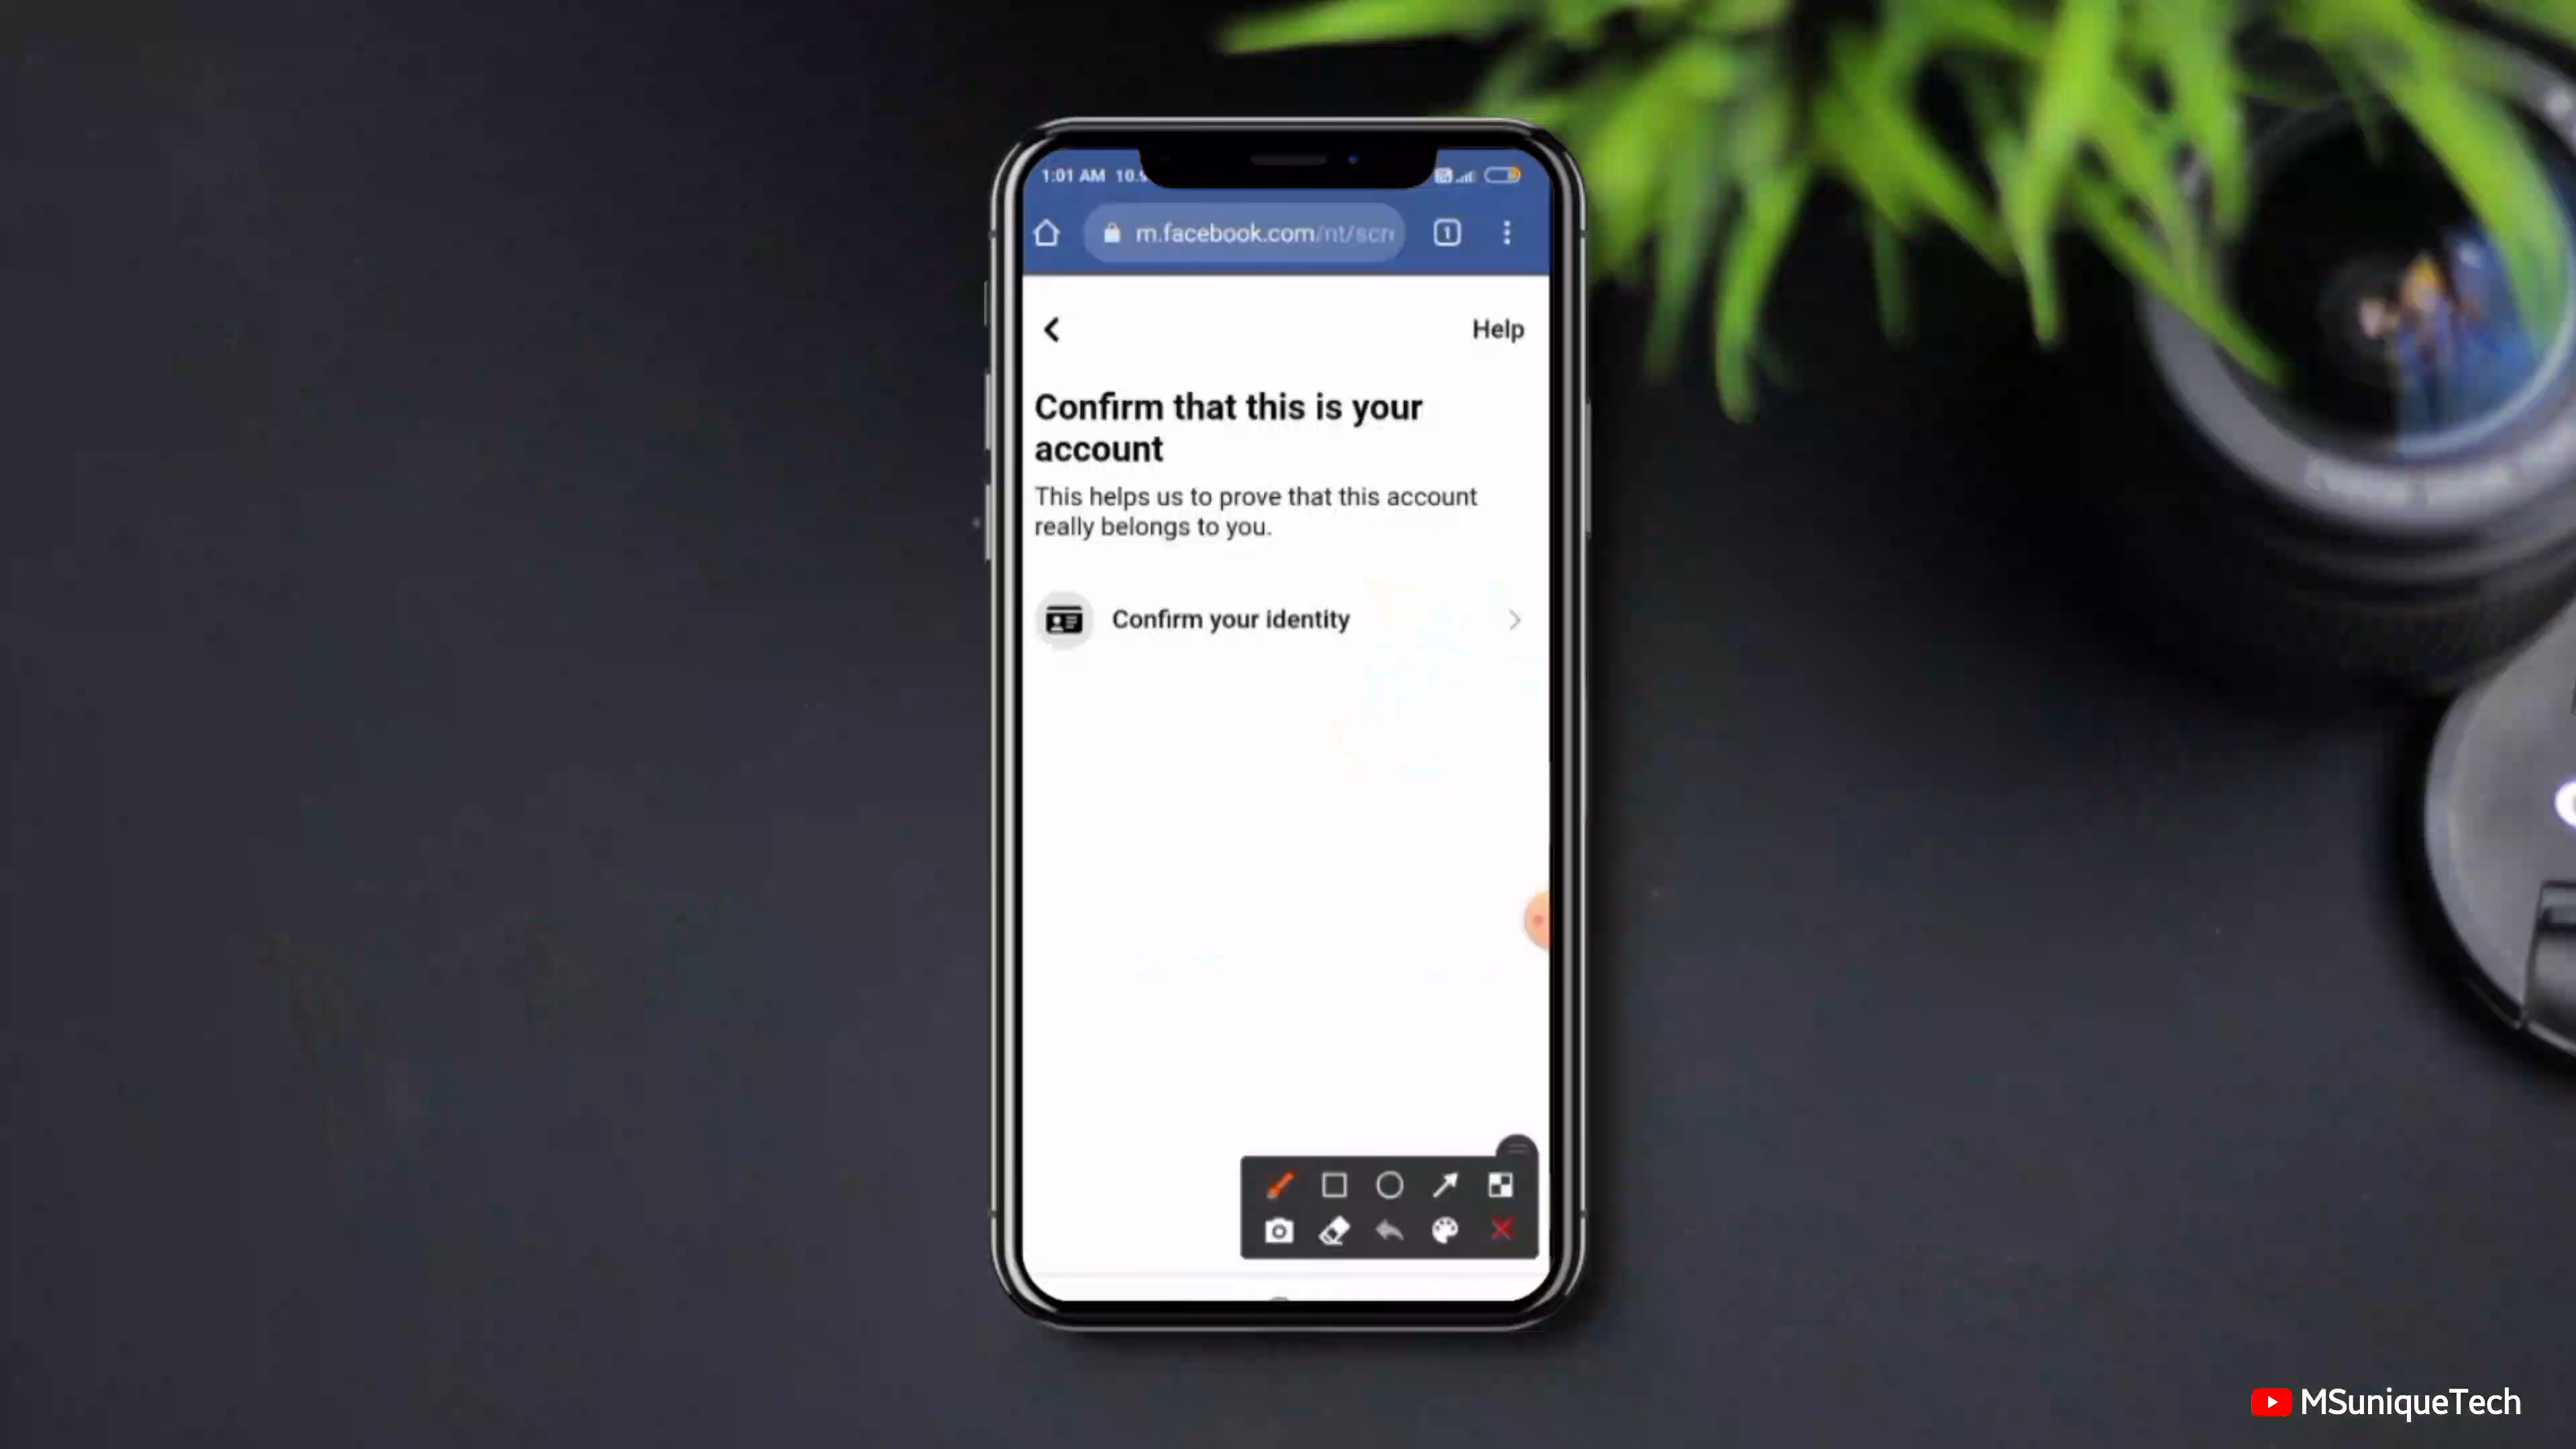 1:01 AM
m.facebook.com/nt/scr
1
Help
Confirm that this is your
account
This helps us to prove that this account
really belongs to you.
Confirm your identity
MSuniqueTech